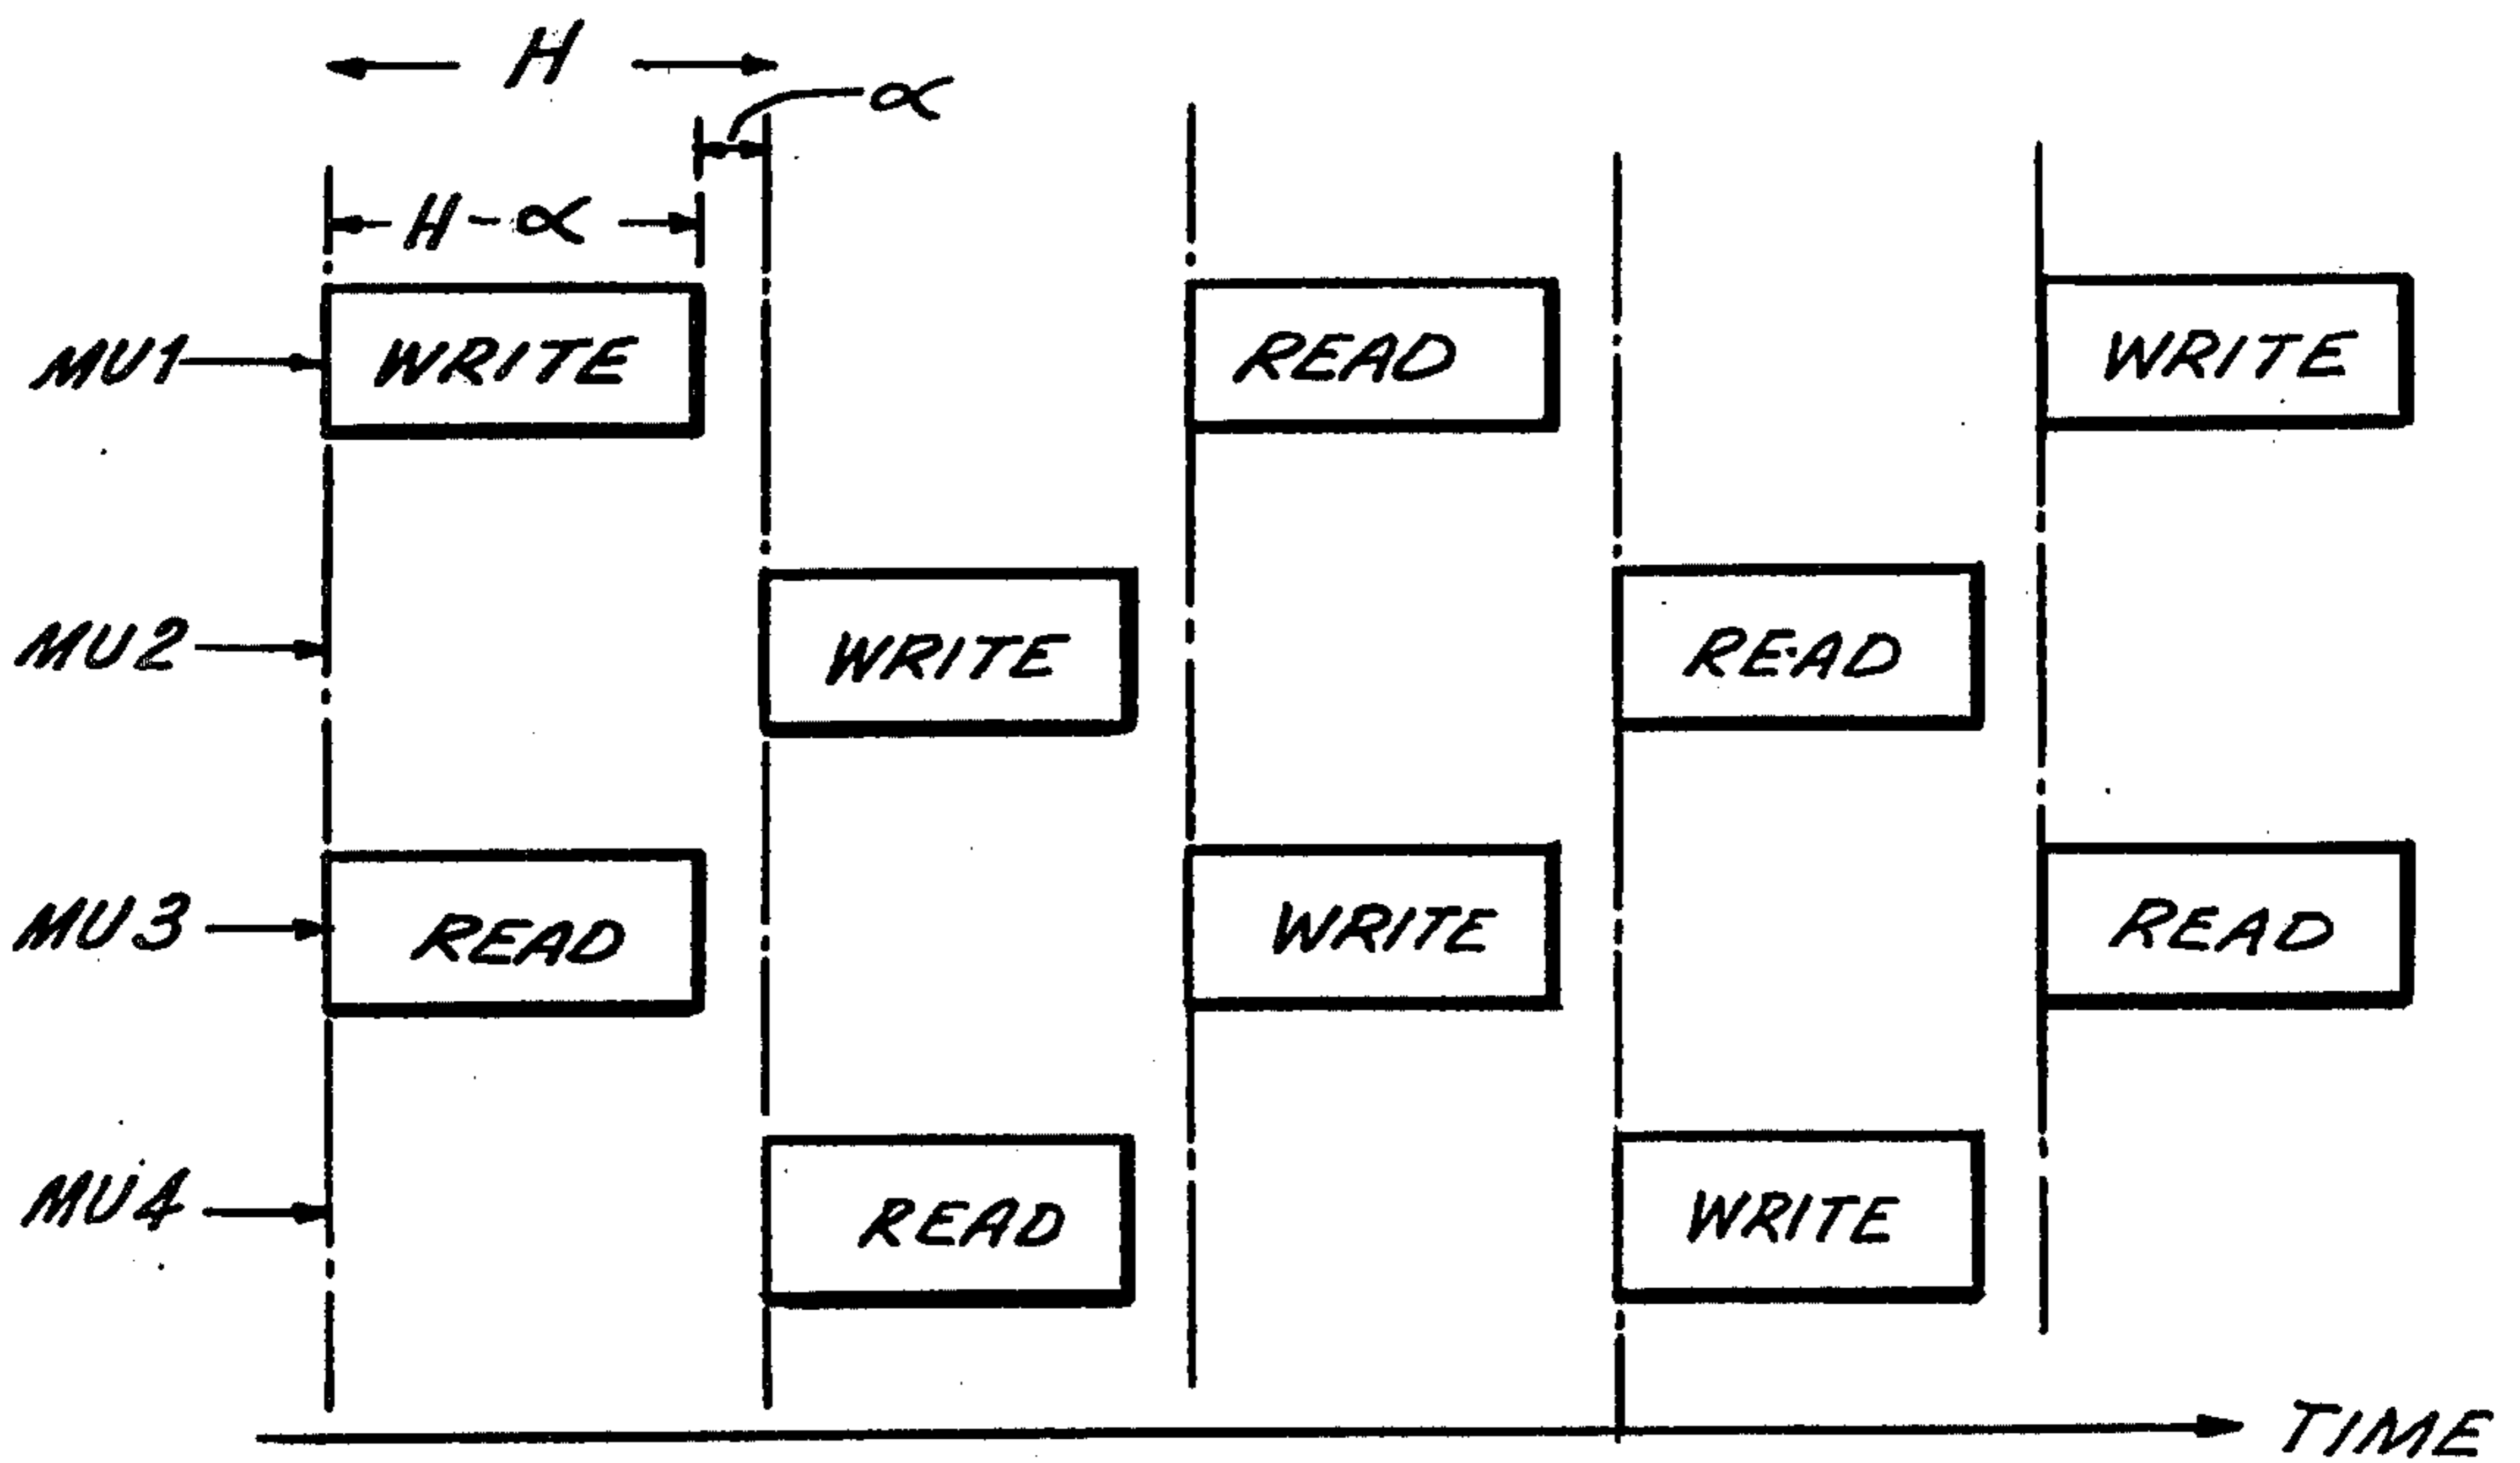 H
α
H-α
MU1 WRITE READ WRITE
MU2 WRITE READ
MU3 READ WRITE READ
MU4 READ WRITE
TIME